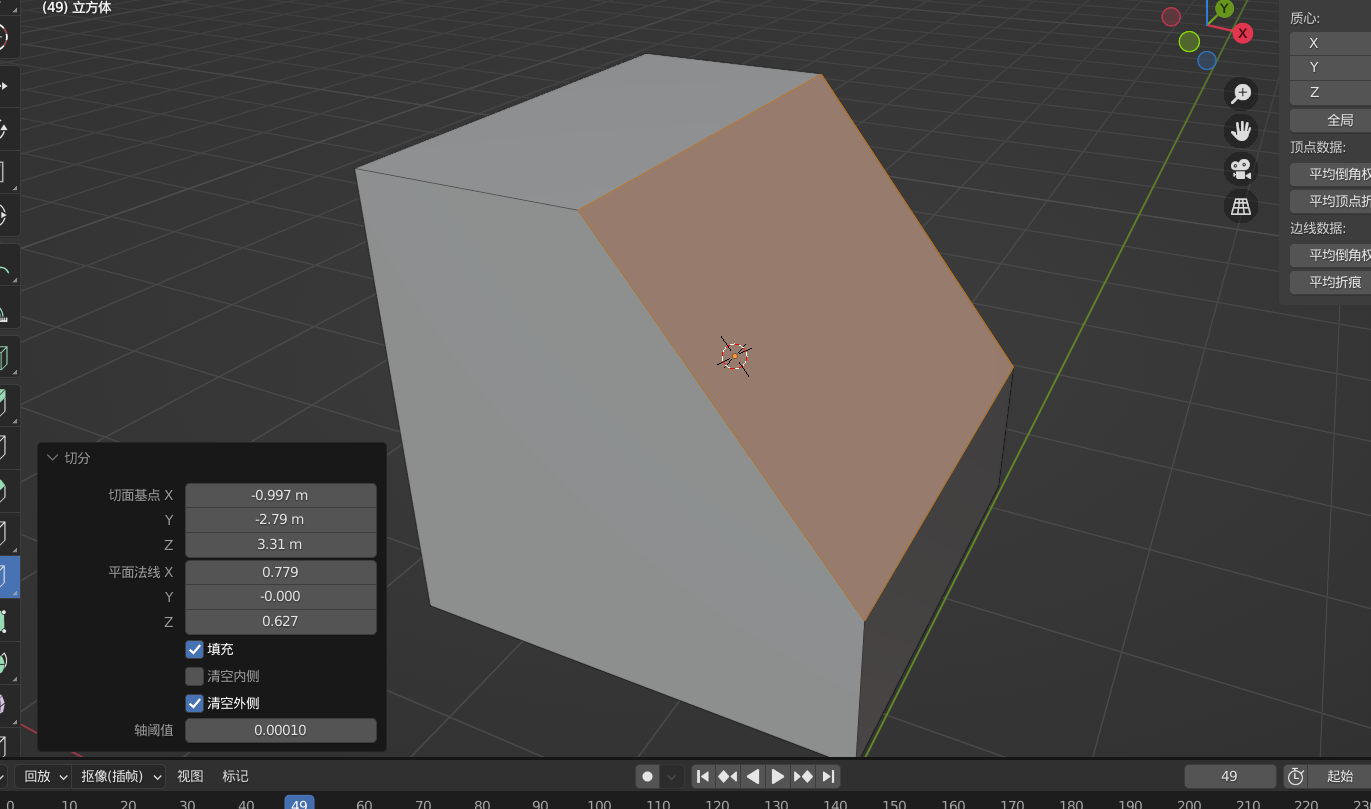 (49) 立方体
Y
X
质心:
X
Y
Z
全局
顶点数据:
平均倒角权
平均顶点折
边线数据:
平均倒角权
平均折痕
切分
切面基点 X -0.997 m
Y -2.79 m
Z 3.31 m
平面法线 X 0.779
Y -0.000
Z 0.627
填充
清空内侧
清空外侧
轴阈值 0.00010
回放 抠像(插帧) 视图 标记 49 起始
0 10 20 30 40 49 60 70 80 90 100 110 120 130 140 150 160 170 180 190 200 210 220 23